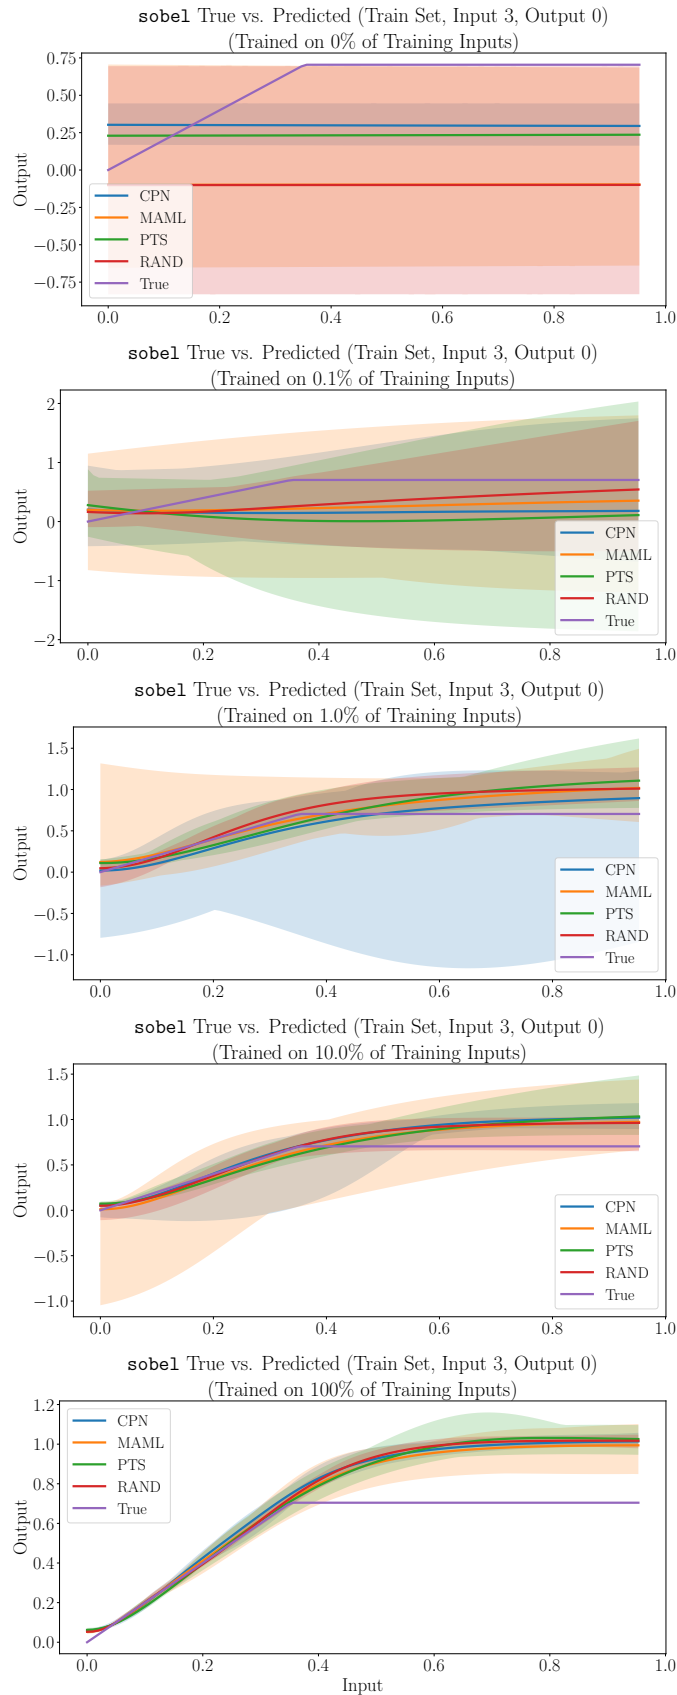 sobel True vs. Predicted (Train Set, Input 3, Output 0)
(Trained on 0% of Training Inputs)
0.75
0.50
0.25
0.00
−0.25
−0.50
−0.75
Output
CPN
MAML
PTS
RAND
True
0.0 0.2 0.4 0.6 0.8 1.0
sobel True vs. Predicted (Train Set, Input 3, Output 0)
(Trained on 0.1% of Training Inputs)
2
1
0
−1
−2
Output
CPN
MAML
PTS
RAND
True
0.0 0.2 0.4 0.6 0.8 1.0
sobel True vs. Predicted (Train Set, Input 3, Output 0)
(Trained on 1.0% of Training Inputs)
1.5
1.0
0.5
0.0
−0.5
−1.0
Output
CPN
MAML
PTS
RAND
True
0.0 0.2 0.4 0.6 0.8 1.0
sobel True vs. Predicted (Train Set, Input 3, Output 0)
(Trained on 10.0% of Training Inputs)
1.5
1.0
0.5
0.0
−0.5
−1.0
Output
CPN
MAML
PTS
RAND
True
0.0 0.2 0.4 0.6 0.8 1.0
sobel True vs. Predicted (Train Set, Input 3, Output 0)
(Trained on 100% of Training Inputs)
1.2
1.0
0.8
0.6
0.4
0.2
0.0
Output
CPN
MAML
PTS
RAND
True
0.0 0.2 0.4 0.6 0.8 1.0
Input